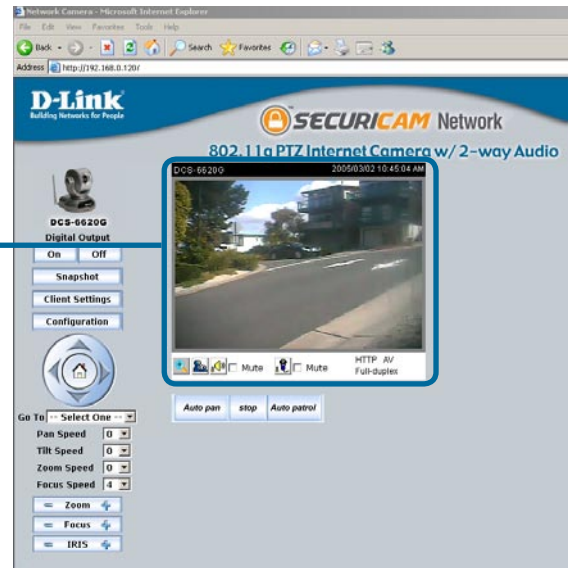 Network Camera - Microsoft Internet Explorer
File Edit View Favorites Tools Help
Back Search Favorites
Address http://192.168.0.120/
D-Link
Building Networks for People
SECURICAM Network
802.11g PTZ Internet Camera w/ 2-way Audio
DCS-6620G 2005/03/02 10:45:04 AM
DCS-6620G
Digital Output
On Off
Snapshot
Client Settings
Configuration
Mute Mute HTTP AV
Full-duplex
Auto pan stop Auto patrol
Go To -- Select One --
Pan Speed 0
Tilt Speed 0
Zoom Speed 0
Focus Speed 4
Zoom
Focus
IRIS